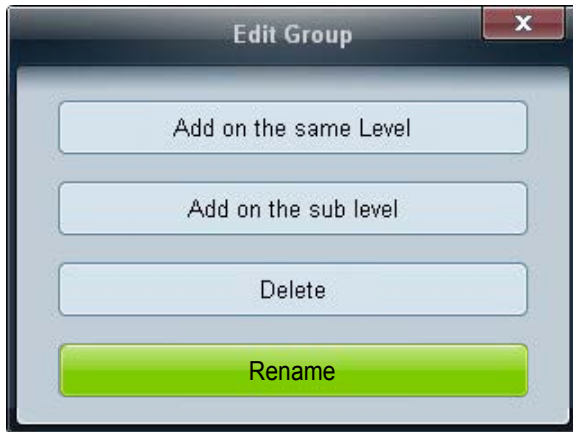 Edit Group
x
Add on the same Level
Add on the sub level
Delete
Rename